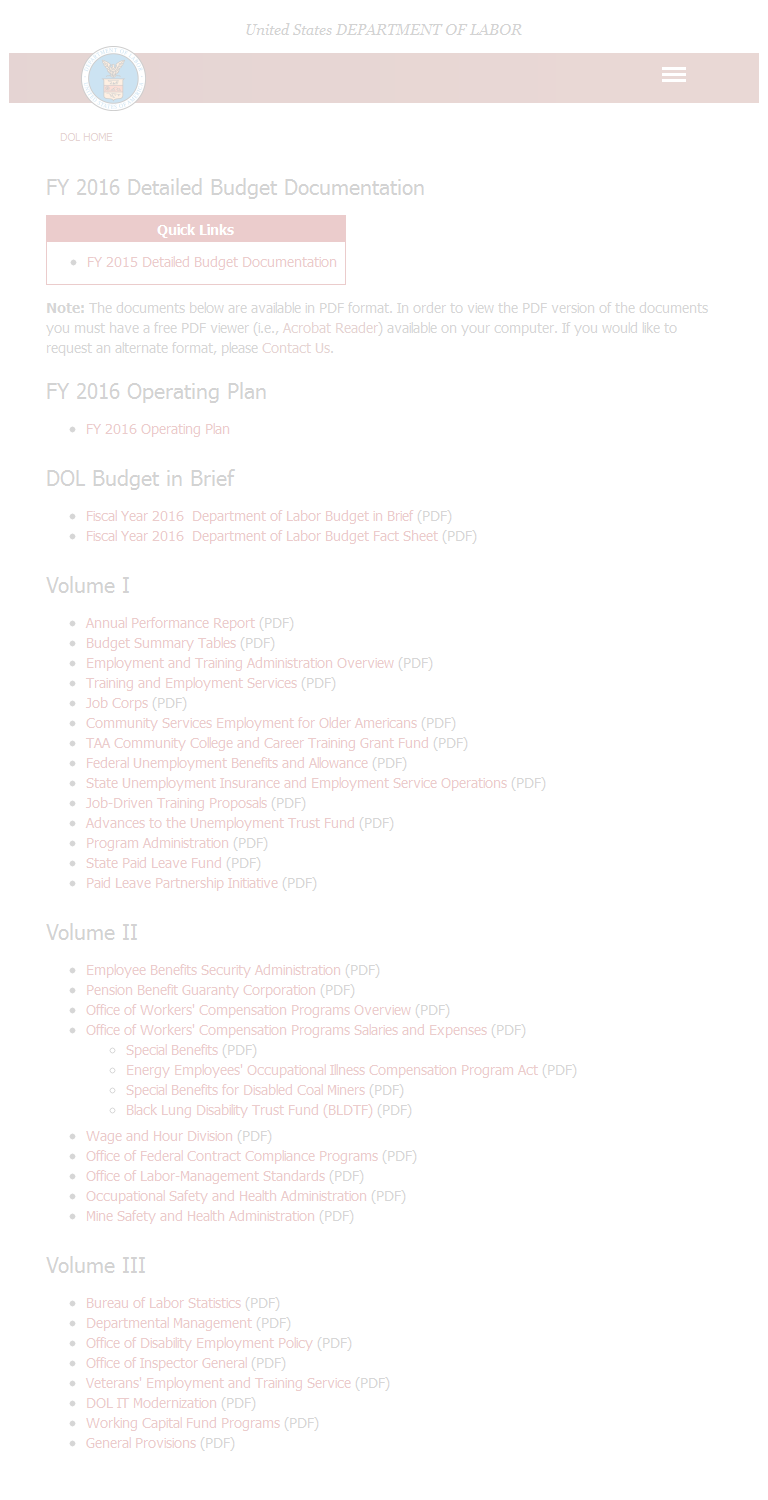 United States DEPARTMENT OF LABOR
DOL HOME
FY 2016 Detailed Budget Documentation
Quick Links
FY 2015 Detailed Budget Documentation
Note: The documents below are available in PDF format. In order to view the PDF version of the documents
you must have a free PDF viewer (i.e., Acrobat Reader) available on your computer. If you would like to
request an alternate format, please Contact Us.
FY 2016 Operating Plan
FY 2016 Operating Plan
DOL Budget in Brief
Fiscal Year 2016  Department of Labor Budget in Brief (PDF)
Fiscal Year 2016  Department of Labor Budget Fact Sheet (PDF)
Volume I
Annual Performance Report (PDF)
Budget Summary Tables (PDF)
Employment and Training Administration Overview (PDF)
Training and Employment Services (PDF)
Job Corps (PDF)
Community Services Employment for Older Americans (PDF)
TAA Community College and Career Training Grant Fund (PDF)
Federal Unemployment Benefits and Allowance (PDF)
State Unemployment Insurance and Employment Service Operations (PDF)
Job-Driven Training Proposals (PDF)
Advances to the Unemployment Trust Fund (PDF)
Program Administration (PDF)
State Paid Leave Fund (PDF)
Paid Leave Partnership Initiative (PDF)
Volume II
Employee Benefits Security Administration (PDF)
Pension Benefit Guaranty Corporation (PDF)
Office of Workers' Compensation Programs Overview (PDF)
Office of Workers' Compensation Programs Salaries and Expenses (PDF)
Special Benefits (PDF)
Energy Employees' Occupational Illness Compensation Program Act (PDF)
Special Benefits for Disabled Coal Miners (PDF)
Black Lung Disability Trust Fund (BLDTF) (PDF)
Wage and Hour Division (PDF)
Office of Federal Contract Compliance Programs (PDF)
Office of Labor-Management Standards (PDF)
Occupational Safety and Health Administration (PDF)
Mine Safety and Health Administration (PDF)
Volume III
Bureau of Labor Statistics (PDF)
Departmental Management (PDF)
Office of Disability Employment Policy (PDF)
Office of Inspector General (PDF)
Veterans' Employment and Training Service (PDF)
DOL IT Modernization (PDF)
Working Capital Fund Programs (PDF)
General Provisions (PDF)